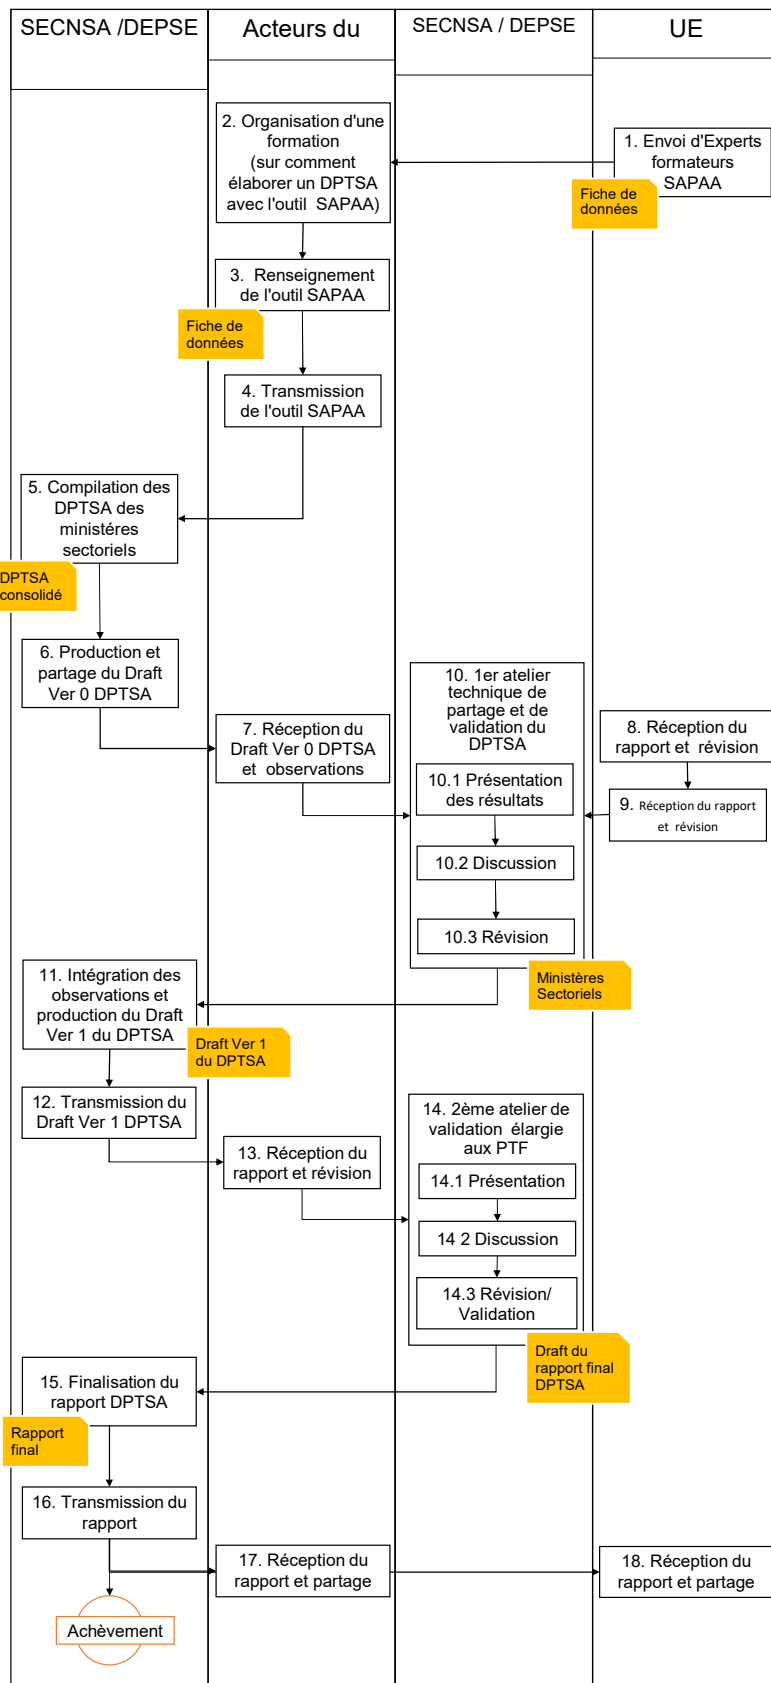 SECNSA /DEPSE
Acteurs du
SECNSA / DEPSE
UE
2. Organisation d'une
formation
(sur comment
élaborer un DPTSA
avec l'outil SAPAA)
1. Envoi d'Experts
formateurs
SAPAA
Fiche de
données
3. Renseignement
de l'outil SAPAA
Fiche de
données
4. Transmission
de l'outil SAPAA
5. Compilation des
DPTSA des
ministéres
sectoriels
DPTSA
consolidé
6. Production et
partage du Draft
Ver 0 DPTSA
7. Réception du
Draft Ver 0 DPTSA
et observations
10. 1er atelier
technique de
partage et de
validation du
DPTSA
10.1 Présentation
des résultats
10.2 Discussion
10.3 Révision
8. Réception du
rapport et révision
9. Réception du rapport
et révision
Ministères
Sectoriels
11. Intégration des
observations et
production du Draft
Ver 1 du DPTSA
Draft Ver 1
du DPTSA
12. Transmission du
Draft Ver 1 DPTSA
13. Réception du
rapport et révision
14. 2ème atelier de
validation élargie
aux PTF
14.1 Présentation
14 2 Discussion
14.3 Révision/
Validation
Draft du
rapport final
DPTSA
15. Finalisation du
rapport DPTSA
Rapport
final
16. Transmission du
rapport
17. Réception du
rapport et partage
18. Réception du
rapport et partage
Achèvement